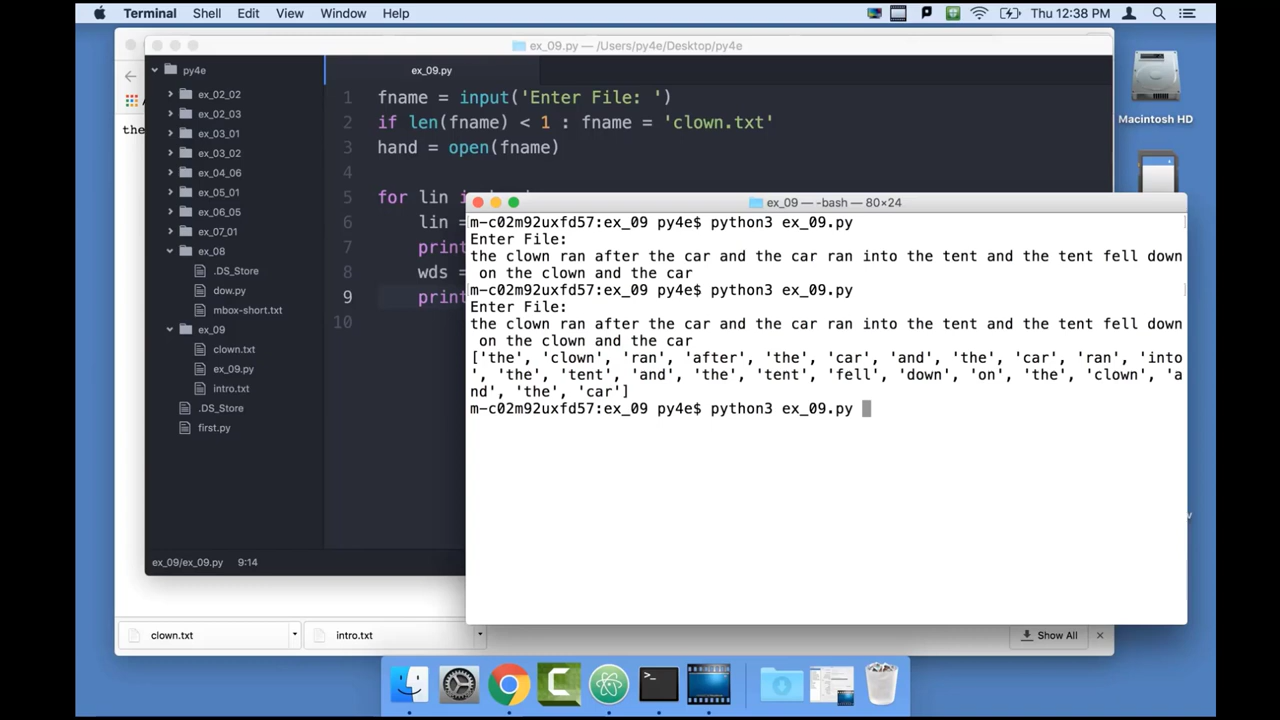 Terminal Shell Edit View Window Help Thu 12:38 PM
ex_09.py — /Users/py4e/Desktop/py4e
Macintosh HD
py4e
ex_02_02
ex_02_03
ex_03_01
ex_03_02
ex_04_06
ex_05_01
ex_06_05
ex_07_01
ex_08
.DS_Store
dow.py
mbox-short.txt
ex_09
clown.txt
ex_09.py
intro.txt
.DS_Store
first.py
ex_09/ex_09.py 9:14
the
ex_09.py
1 fname = input('Enter File: ')
2 if len(fname) < 1 : fname = 'clown.txt'
3 hand = open(fname)
4
5 for lin
6 lin =
7 print
8 wds =
9 print
10
ex_09 — -bash — 80×24
m-c02m92uxfd57:ex_09 py4e$ python3 ex_09.py
Enter File:
the clown ran after the car and the car ran into the tent and the tent fell down
on the clown and the car
m-c02m92uxfd57:ex_09 py4e$ python3 ex_09.py
Enter File:
the clown ran after the car and the car ran into the tent and the tent fell down
on the clown and the car
['the', 'clown', 'ran', 'after', 'the', 'car', 'and', 'the', 'car', 'ran', 'into
', 'the', 'tent', 'and', 'the', 'tent', 'fell', 'down', 'on', 'the', 'clown', 'a
nd', 'the', 'car']
m-c02m92uxfd57:ex_09 py4e$ python3 ex_09.py
clown.txt intro.txt Show All